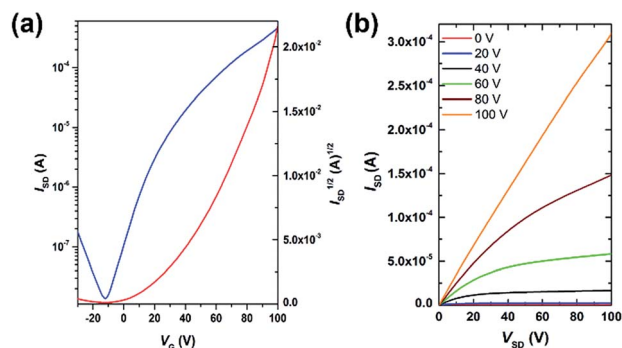 (a)
10⁻⁴
10⁻⁵
10⁻⁶
10⁻⁷
I_SD (A)
-20 0 20 40 60 80 100
V_G (V)
2.0x10⁻²
1.5x10⁻²
1.0x10⁻²
5.0x10⁻³
0.0
I_SD^1/2 (A)^1/2
(b)
3.0x10⁻⁴
2.5x10⁻⁴
2.0x10⁻⁴
1.5x10⁻⁴
1.0x10⁻⁴
5.0x10⁻⁵
0.0
I_SD (A)
0 V
20 V
40 V
60 V
80 V
100 V
0 20 40 60 80 100
V_SD (V)